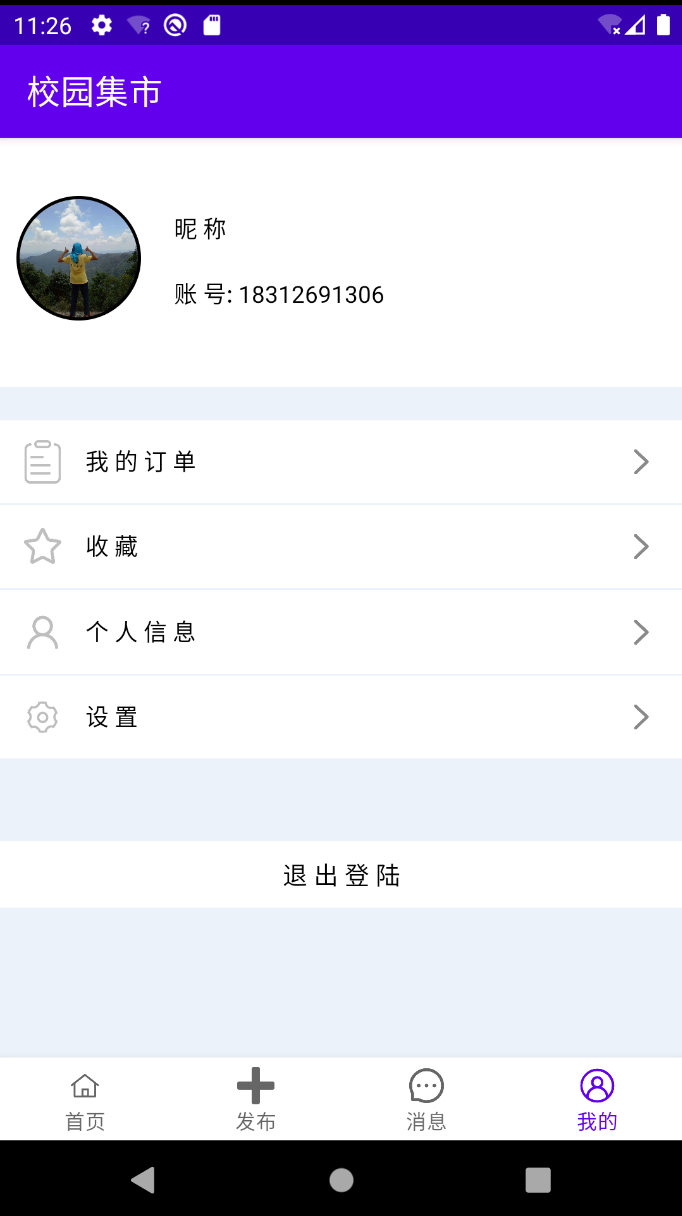 11:26
校园集市
昵 称
账 号: 18312691306
我 的 订 单
收 藏
个 人 信 息
设 置
退 出 登 陆
首页 发布 消息 我的